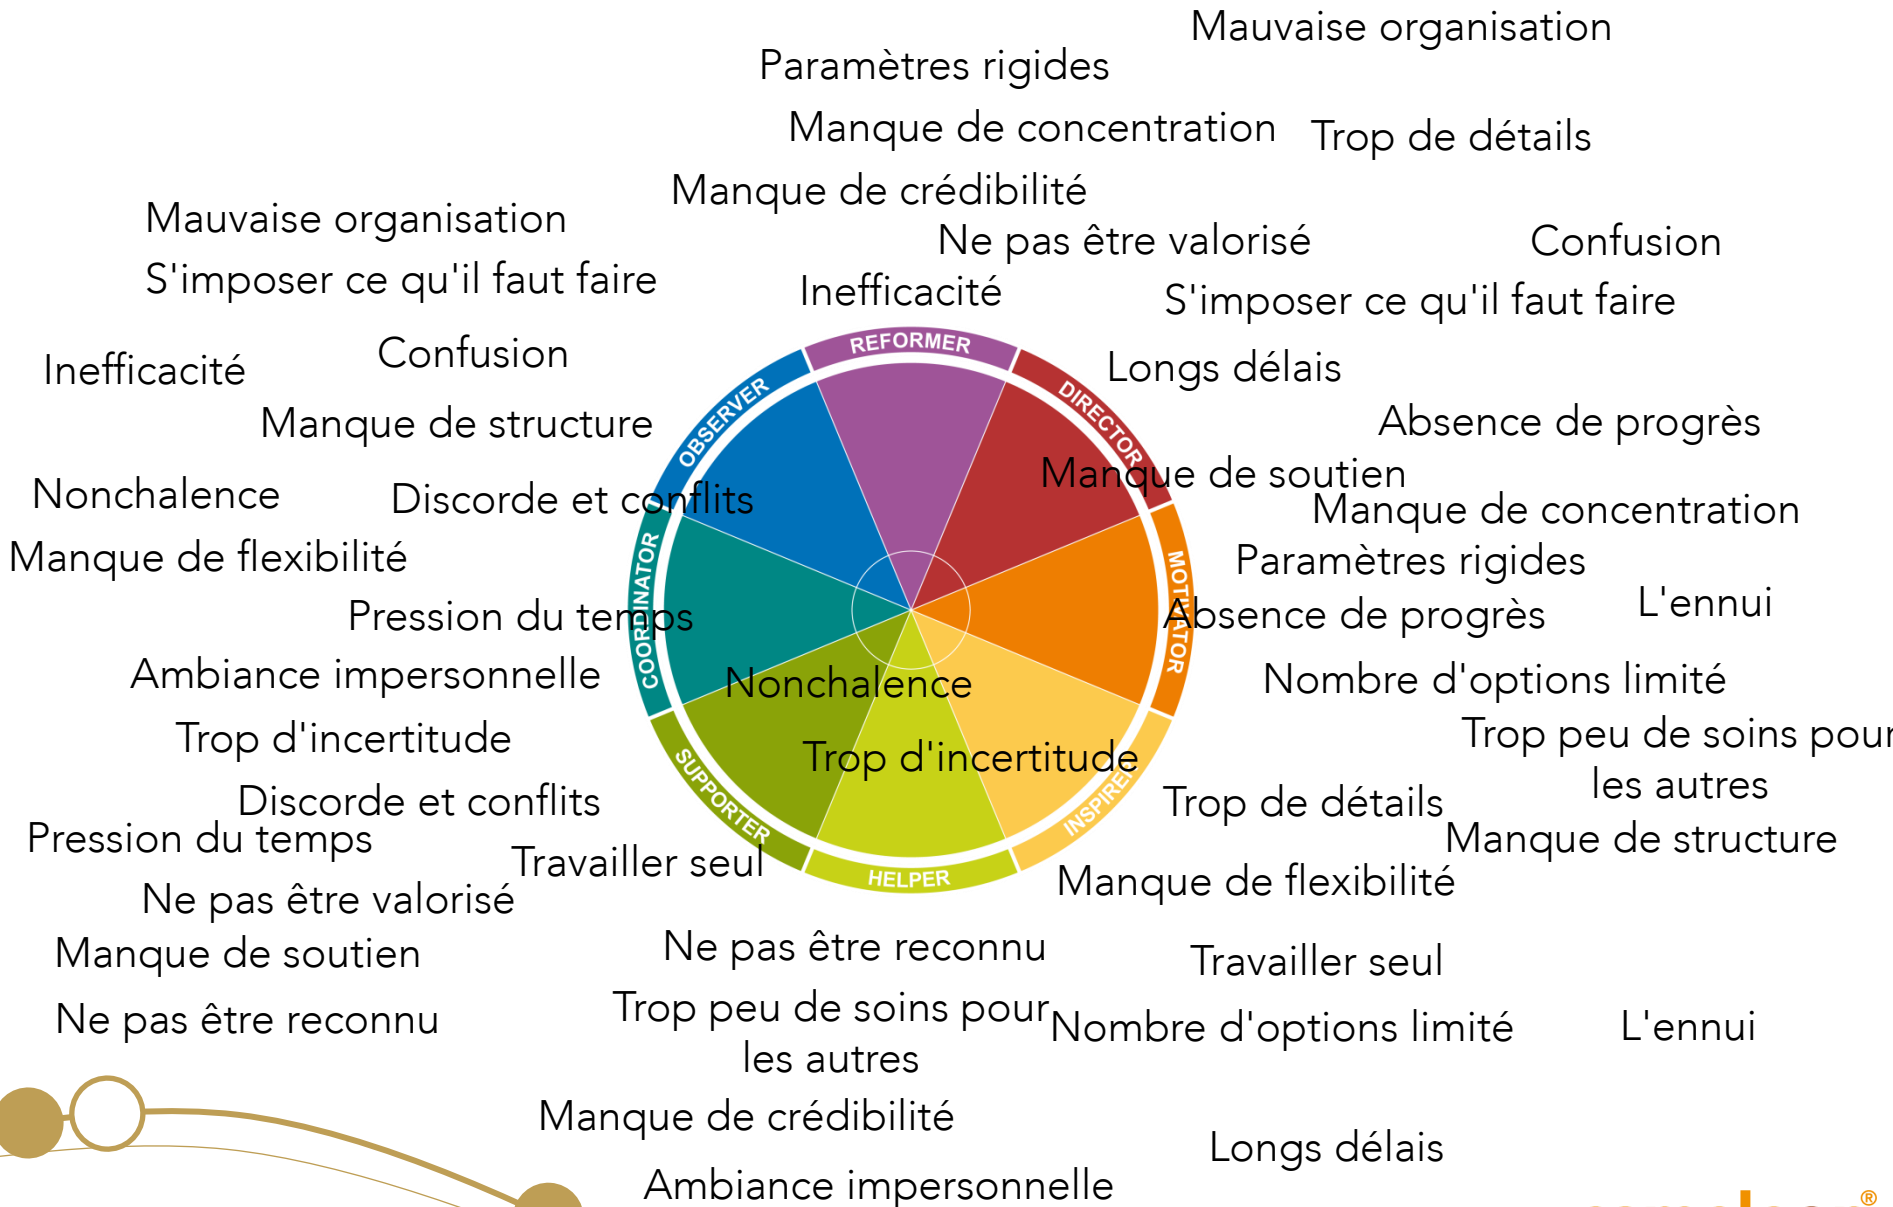 Mauvaise organisation
Paramètres rigides
Manque de concentration
Trop de détails
Manque de crédibilité
Mauvaise organisation
Ne pas être valorisé
Confusion
S'imposer ce qu'il faut faire
Inefficacité
S'imposer ce qu'il faut faire
REFORMER
Confusion
Inefficacité
Longs délais
OBSERVER
DIRECTOR
Manque de structure
Absence de progrès
Manque de soutien
Nonchalence
Discorde et conflits
Manque de concentration
Manque de flexibilité
Paramètres rigides
COORDINATOR
MOTIVATOR
Pression du temps
Absence de progrès
L'ennui
Ambiance impersonnelle
Nonchalence
Nombre d'options limité
Trop d'incertitude
Trop d'incertitude
Trop peu de soins pour
les autres
SUPPORTER
INSPIRER
Discorde et conflits
Trop de détails
Pression du temps
Manque de structure
Travailler seul
HELPER
Manque de flexibilité
Ne pas être valorisé
Manque de soutien
Ne pas être reconnu
Travailler seul
Ne pas être reconnu
Trop peu de soins pour
les autres
Nombre d'options limité
L'ennui
Manque de crédibilité
Longs délais
Ambiance impersonnelle